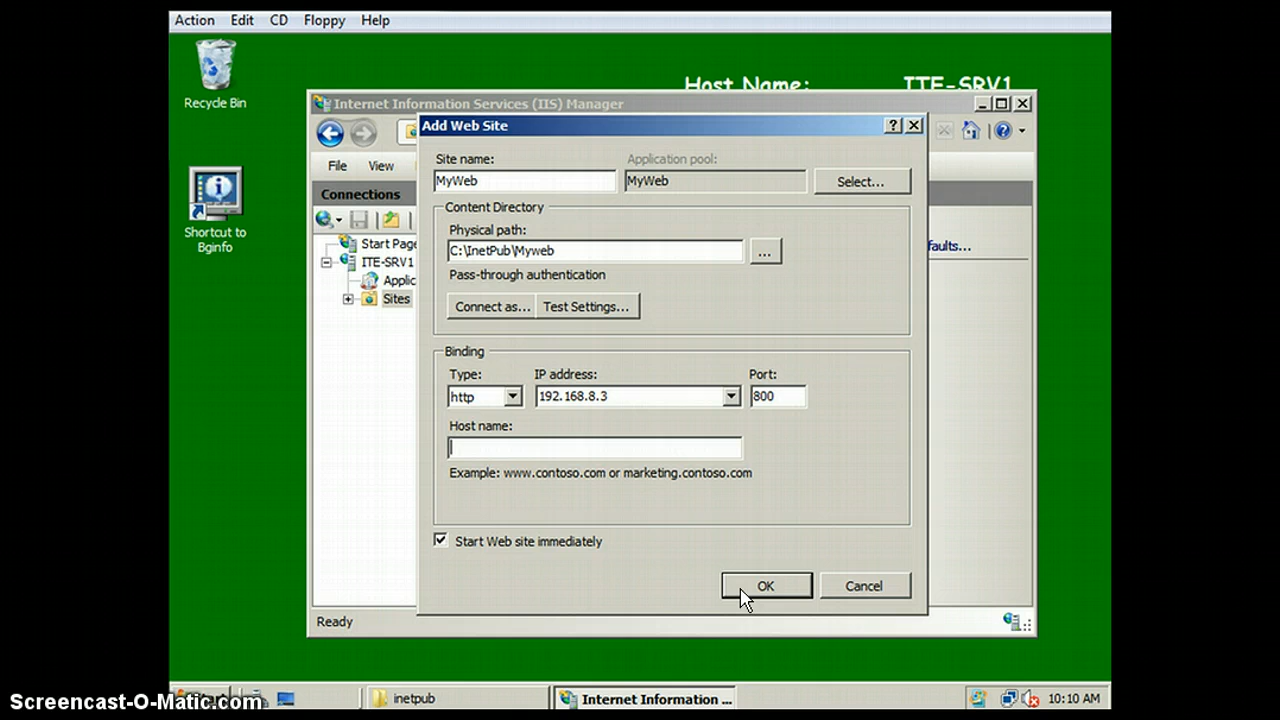 Action Edit CD Floppy Help
Recycle Bin
Host Name: ITE-SRV1
Internet Information Services (IIS) Manager
Add Web Site
File View
Site name:
Application pool:
MyWeb
MyWeb
Select...
Connections
Content Directory
Physical path:
C:\InetPub\Myweb
...
Pass-through authentication
Connect as...
Test Settings...
Shortcut to
Bginfo
Start Page
ITE-SRV1
Applic
Sites
faults...
Binding
Type:
IP address:
Port:
http
192.168.8.3
800
Host name:
Example: www.contoso.com or marketing.contoso.com
Start Web site immediately
OK
Cancel
Ready
inetpub
Internet Information ...
10:10 AM
Screencast-O-Matic.com